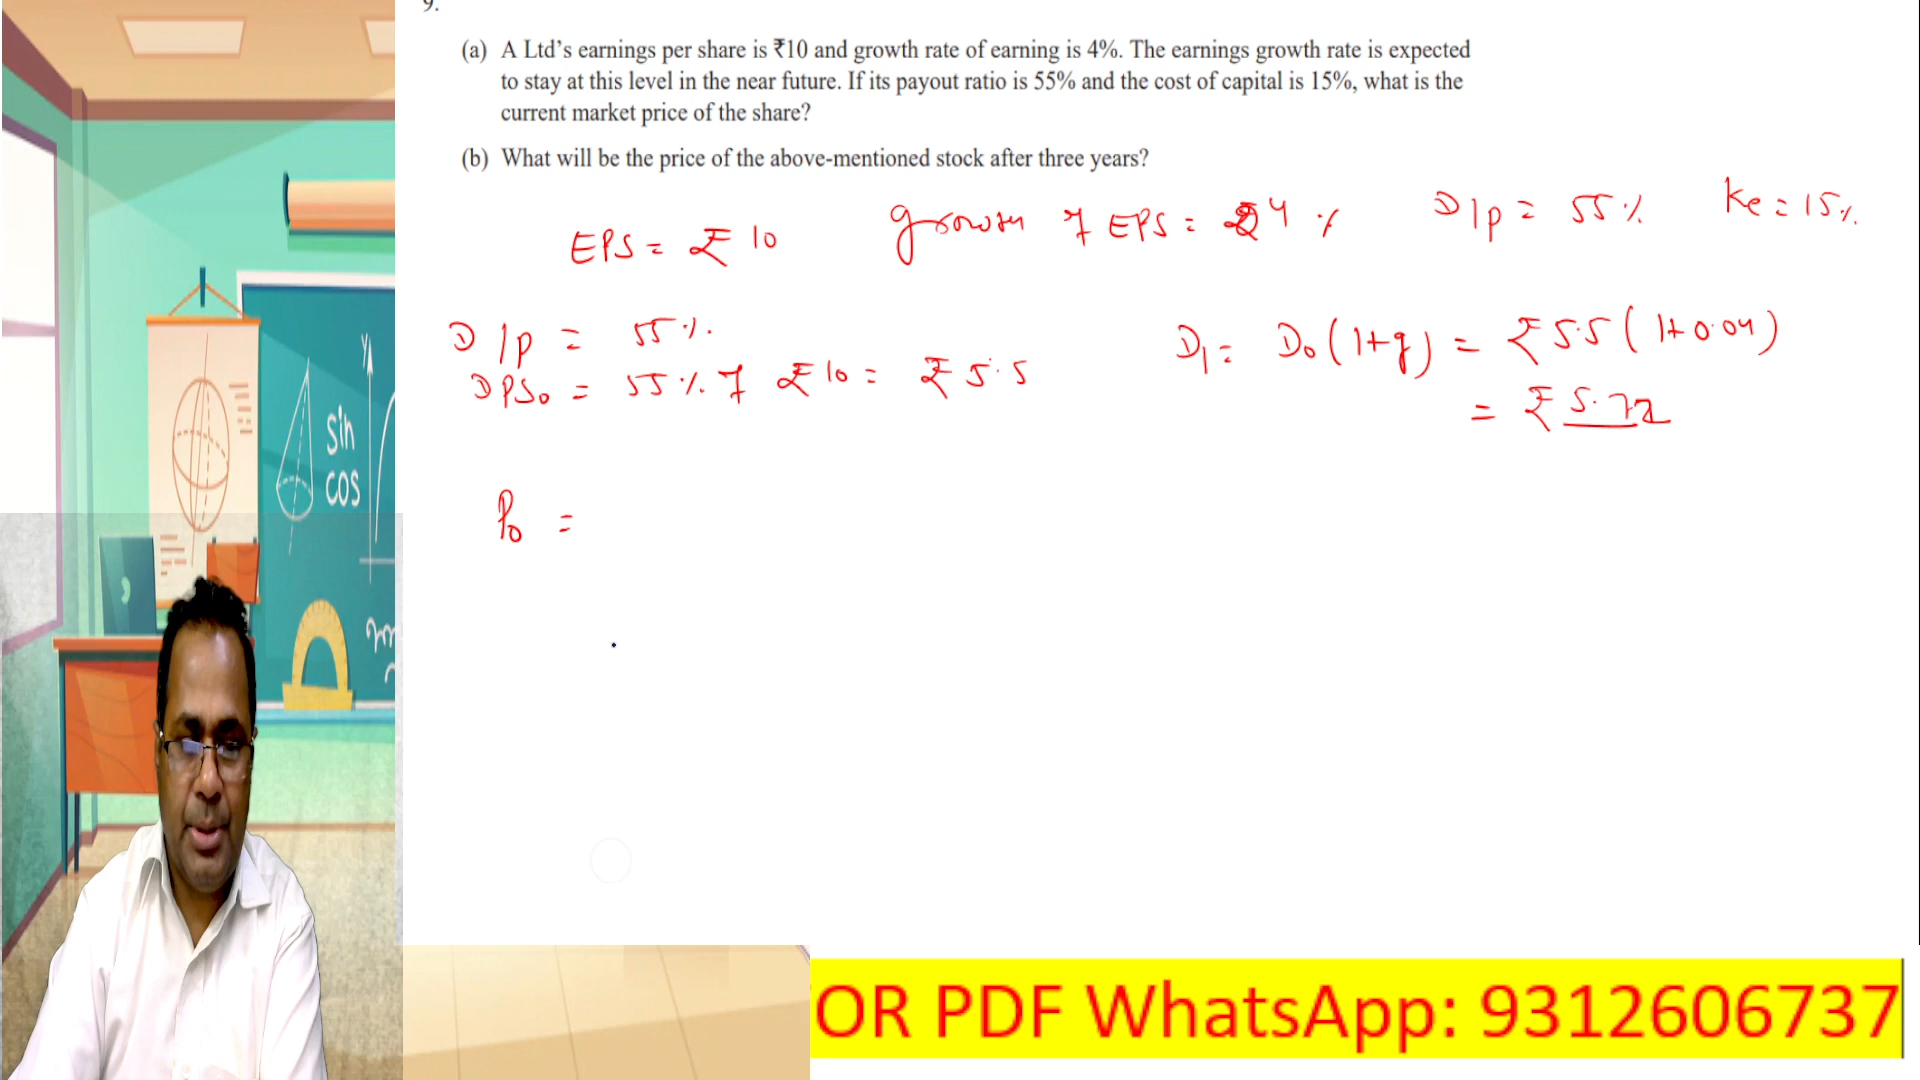 9.
(a) A Ltd's earnings per share is ₹10 and growth rate of earning is 4%. The earnings growth rate is expected
to stay at this level in the near future. If its payout ratio is 55% and the cost of capital is 15%, what is the
current market price of the share?
(b) What will be the price of the above-mentioned stock after three years?
EPS = ₹ 10 growth of EPS = 4 % D/p = 55 % Ke = 15 %
D/p = 55 %.
DPS₀ = 55 % of ₹ 10 = ₹ 5.5
D₁ = D₀ (1+g) = ₹ 5.5 (1+0.04)
= ₹ 5.72
P₀ =
sin
cos
y
OR PDF WhatsApp: 9312606737